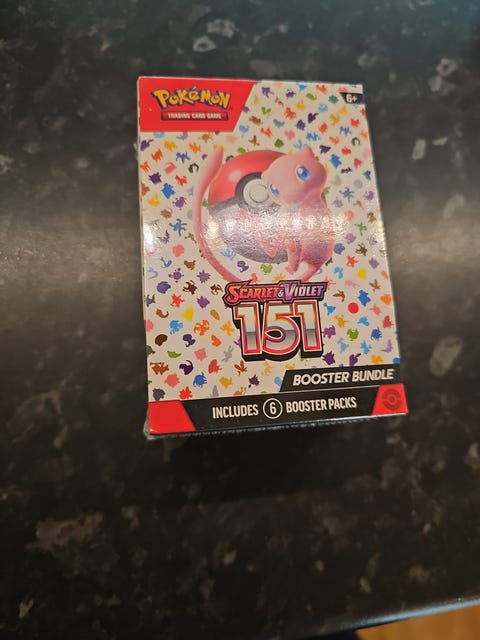 Pokémon
TRADING CARD GAME
6+
SCARLET & VIOLET
151
BOOSTER BUNDLE
INCLUDES 6 BOOSTER PACKS